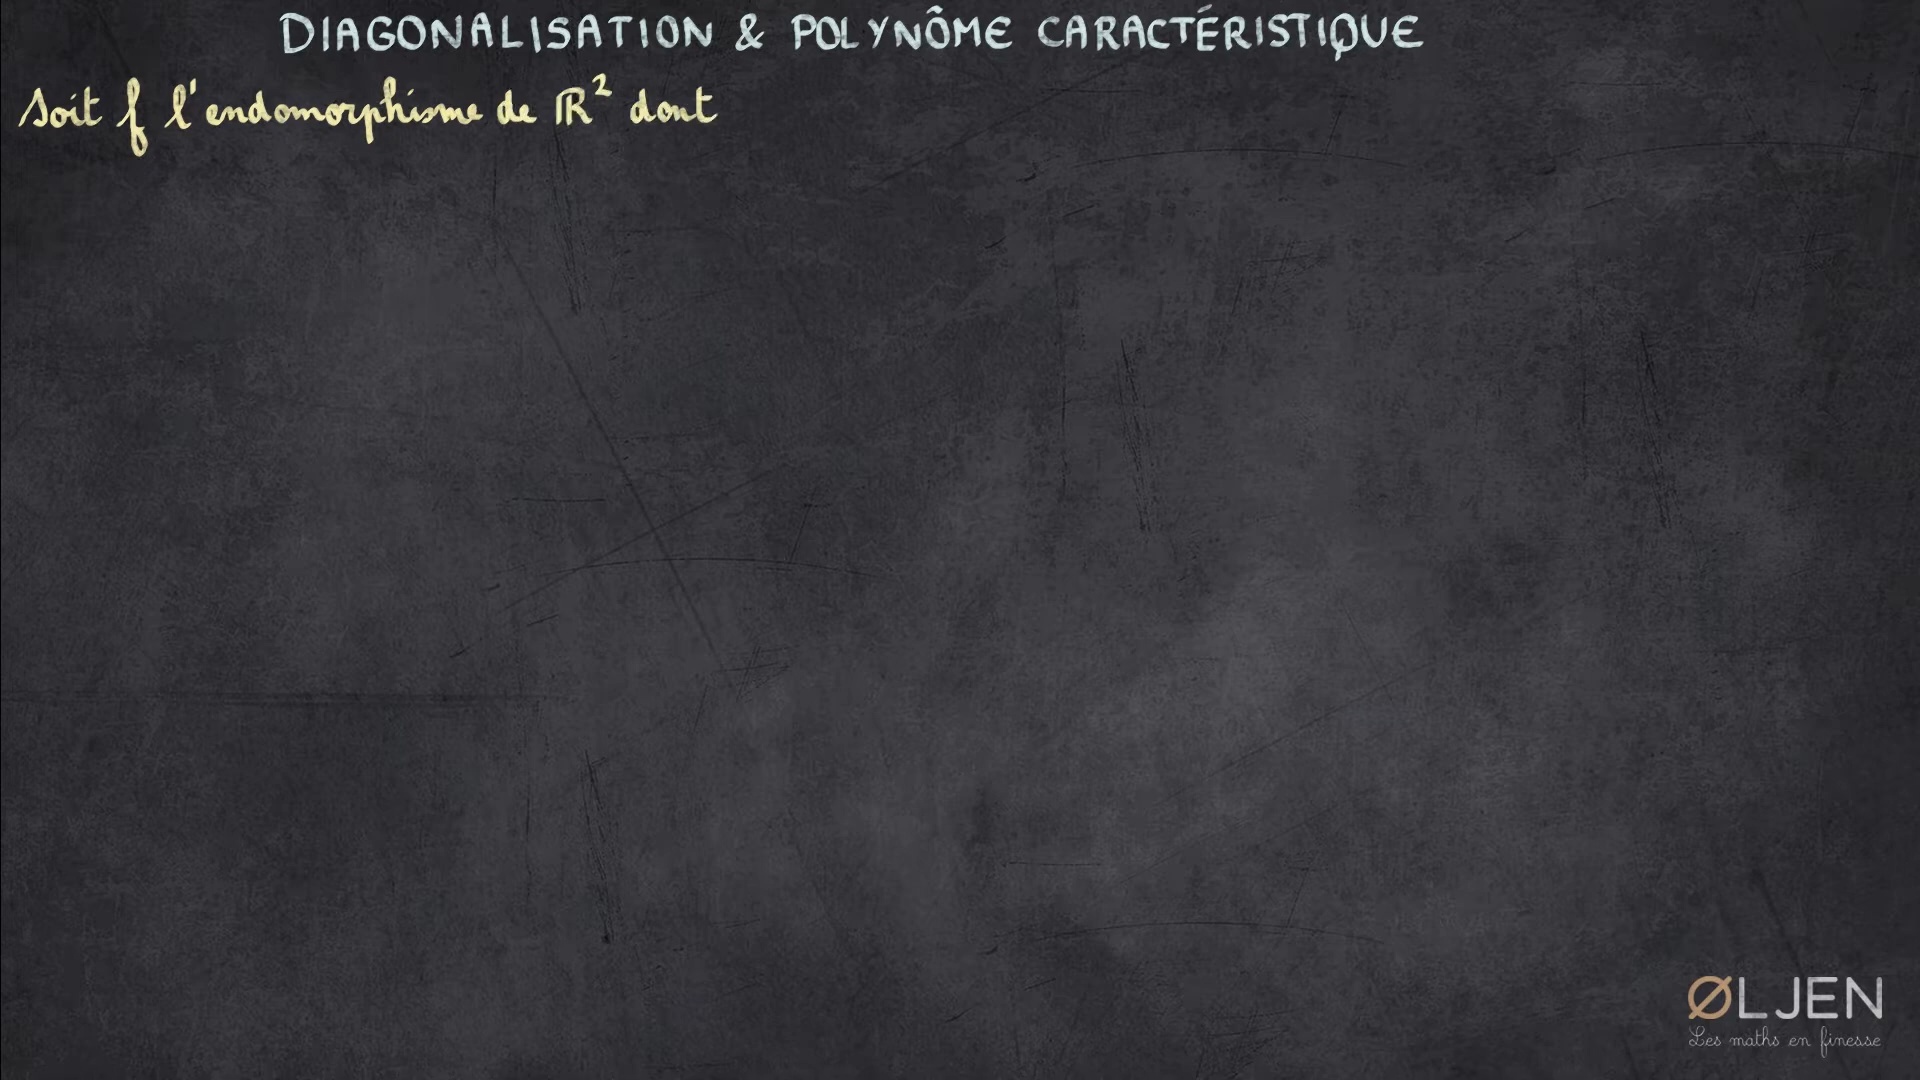 DIAGONALISATION & POLYNÔME CARACTÉRISTIQUE
Soit f l'endomorphisme de ℝ² dont
ØLJEN
Les maths en finesse